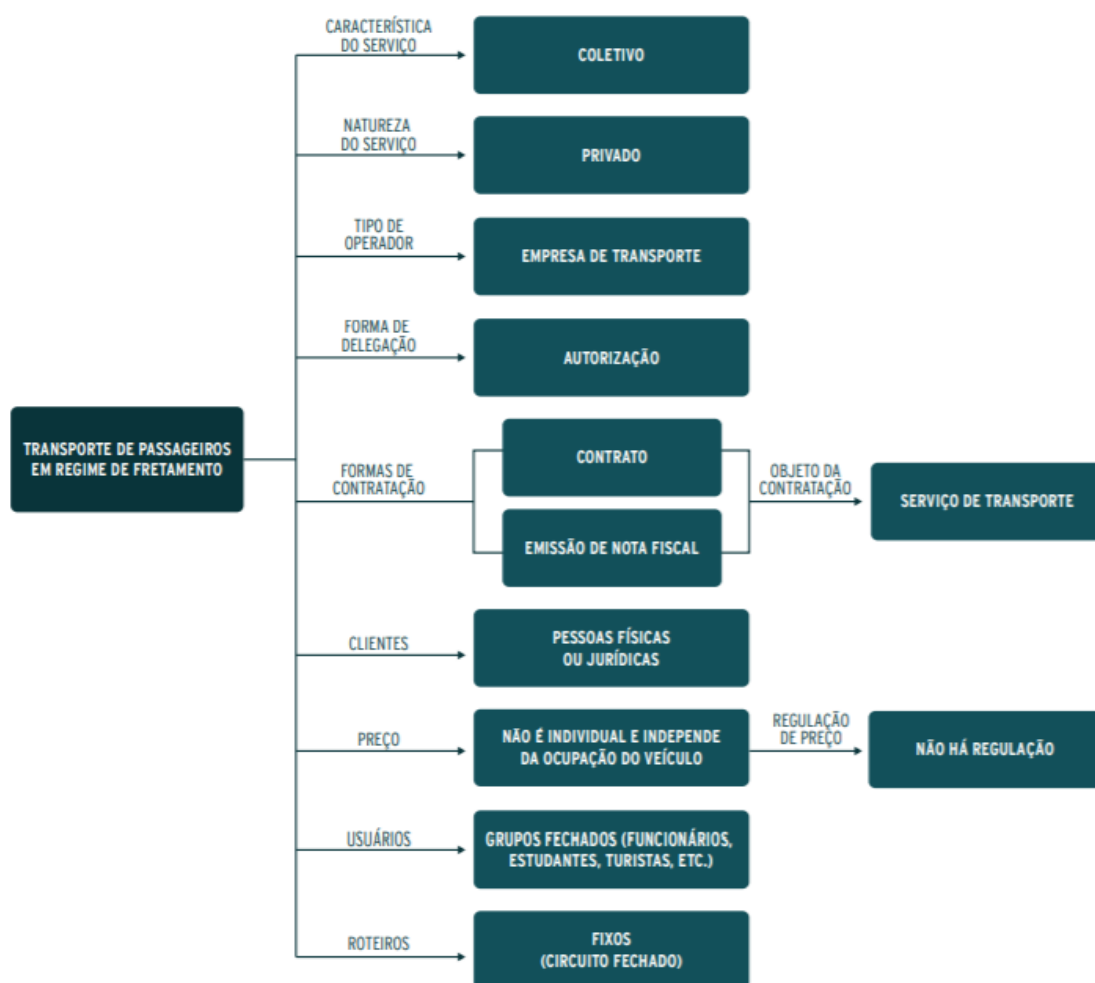 CARACTERÍSTICA
DO SERVIÇO
COLETIVO
NATUREZA
DO SERVIÇO
PRIVADO
TIPO DE
OPERADOR
EMPRESA DE TRANSPORTE
FORMA DE
DELEGAÇÃO
AUTORIZAÇÃO
TRANSPORTE DE PASSAGEIROS
EM REGIME DE FRETAMENTO
FORMAS DE
CONTRATAÇÃO
CONTRATO
EMISSÃO DE NOTA FISCAL
OBJETO DA
CONTRATAÇÃO
SERVIÇO DE TRANSPORTE
CLIENTES
PESSOAS FÍSICAS
OU JURÍDICAS
PREÇO
NÃO É INDIVIDUAL E INDEPENDE
DA OCUPAÇÃO DO VEÍCULO
REGULAÇÃO
DE PREÇO
NÃO HÁ REGULAÇÃO
USUÁRIOS
GRUPOS FECHADOS (FUNCIONÁRIOS,
ESTUDANTES, TURISTAS, ETC.)
ROTEIROS
FIXOS
(CIRCUITO FECHADO)